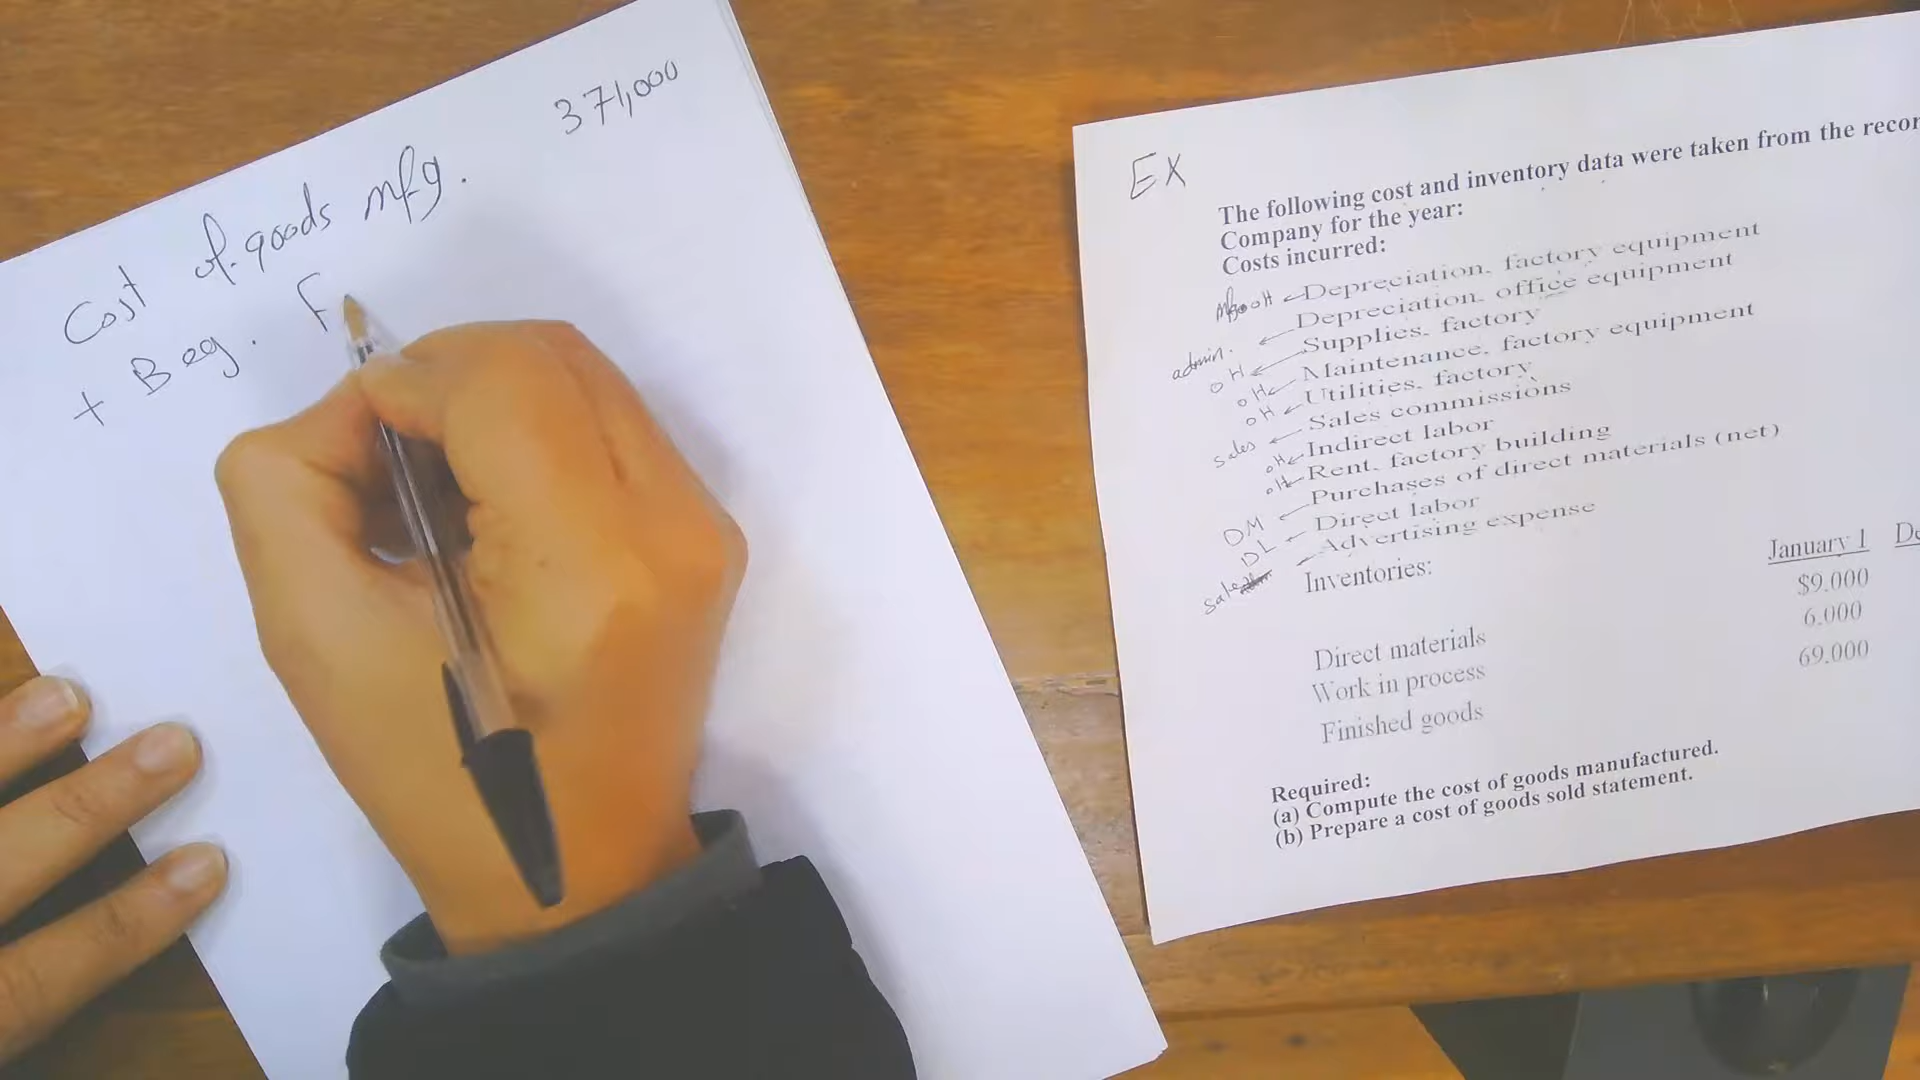 371,000
Cost of goods mfg.
+ Beg. F
EX
The following cost and inventory data were taken from the recor
Company for the year:
Costs incurred:
OH Depreciation, factory equipment
admin. Depreciation, office equipment
OH Supplies, factory
OH Maintenance, factory equipment
OH Utilities, factory
Sales Sales commissions
OH Indirect labor
OH Rent, factory building
DM Purchases of direct materials (net)
DL Direct labor
Sales Advertising expense
Inventories:
January 1 De
Direct materials $9.000
Work in process 6.000
Finished goods 69.000
Required:
(a) Compute the cost of goods manufactured.
(b) Prepare a cost of goods sold statement.